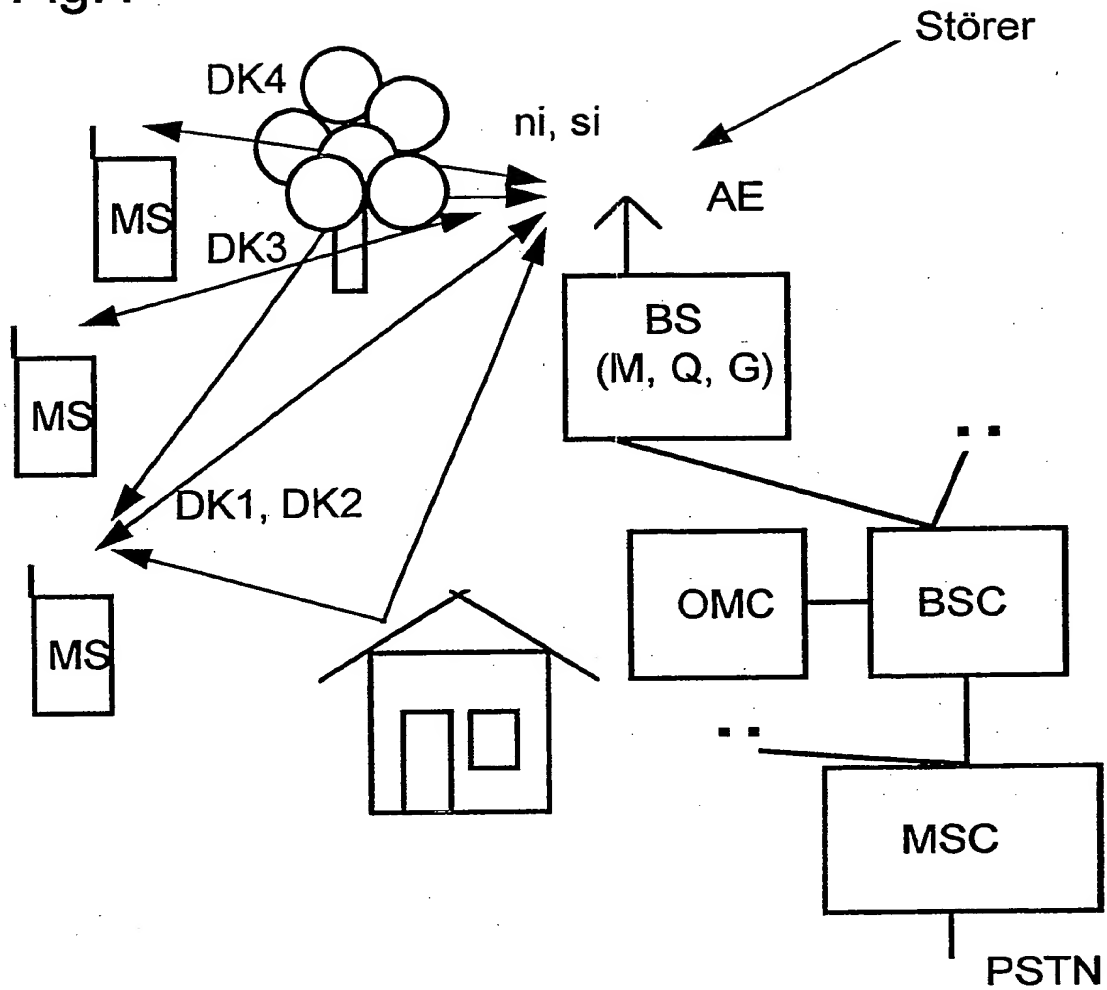 Störer
DK4
ni, si
MS
AE
DK3
BS
(M, Q, G)
MS
DK1, DK2
OMC
BSC
MS
MSC
PSTN